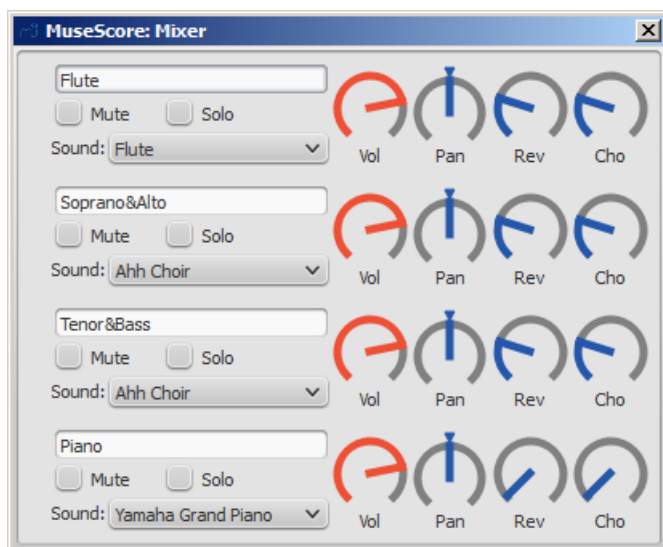 MuseScore: Mixer
Flute
Mute Solo
Sound: Flute
Vol Pan Rev Cho
Soprano&Alto
Mute Solo
Sound: Ahh Choir
Vol Pan Rev Cho
Tenor&Bass
Mute Solo
Sound: Ahh Choir
Vol Pan Rev Cho
Piano
Mute Solo
Sound: Yamaha Grand Piano
Vol Pan Rev Cho